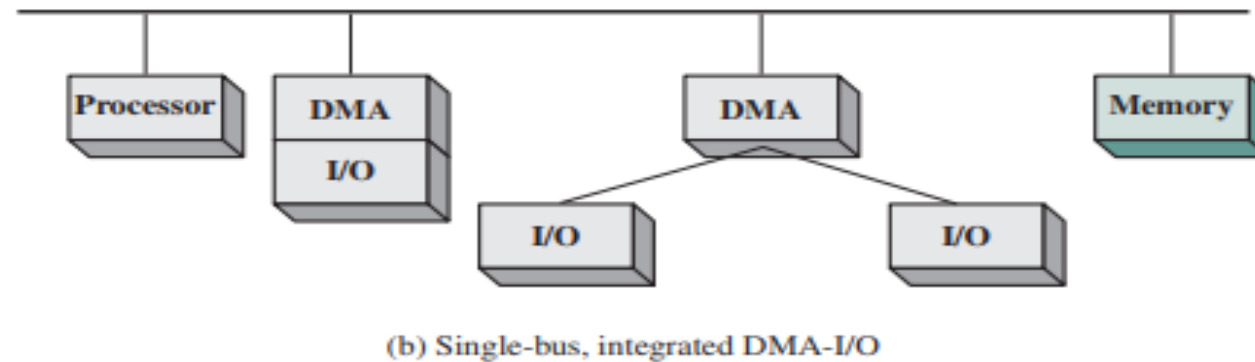 Processor
DMA
I/O
DMA
I/O
I/O
Memory
(b) Single-bus, integrated DMA-I/O